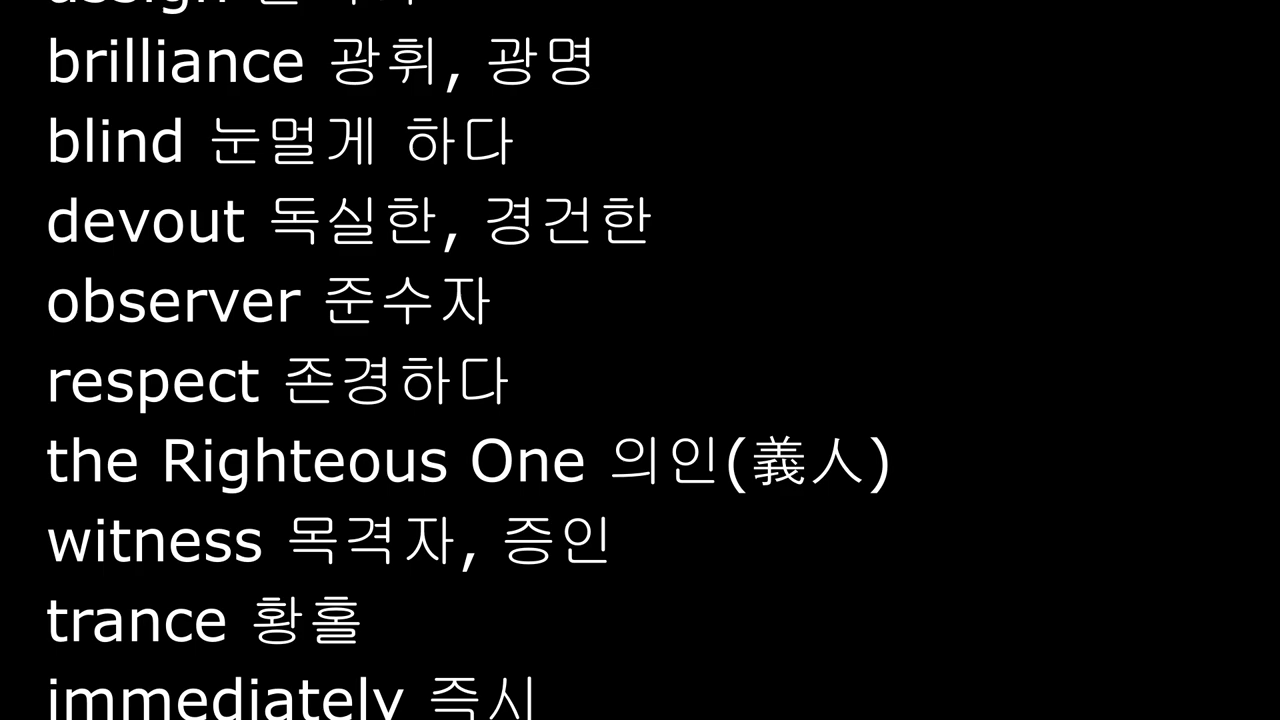 assign
brilliance 광휘, 광명
blind 눈멀게 하다
devout 독실한, 경건한
observer 준수자
respect 존경하다
the Righteous One 의인(義人)
witness 목격자, 증인
trance 황홀
immediately 즉시